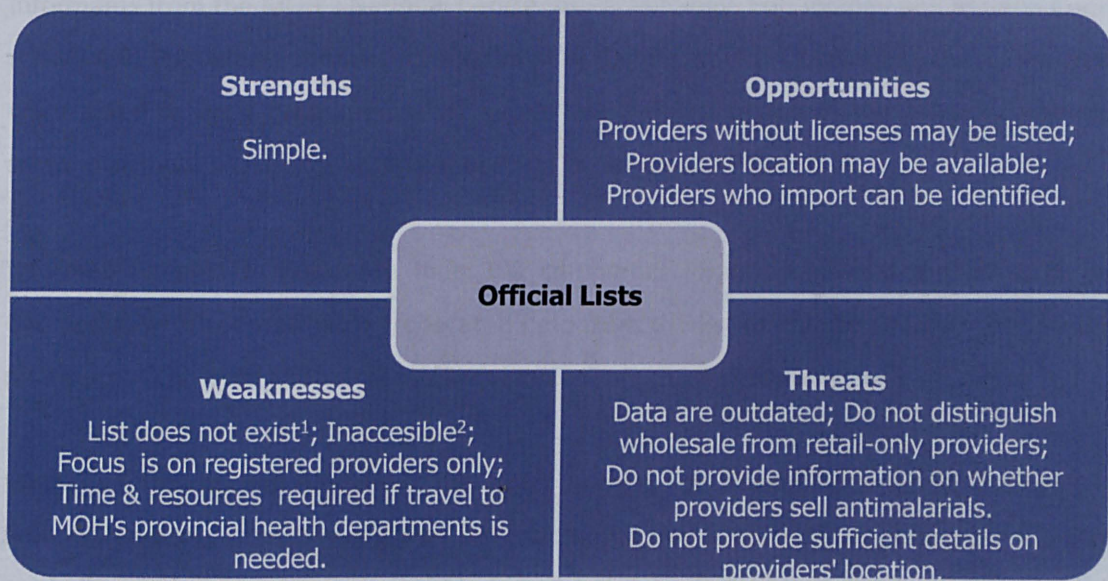 Strengths
Simple.
Opportunities
Providers without licenses may be listed;
Providers location may be available;
Providers who import can be identified.
Official Lists
Weaknesses
List does not exist¹; Inaccesible²;
Focus is on registered providers only;
Time & resources required if travel to
MOH's provincial health departments is
needed.
Threats
Data are outdated; Do not distinguish
wholesale from retail-only providers;
Do not provide information on whether
providers sell antimalarials.
Do not provide sufficient details on
providers' location.